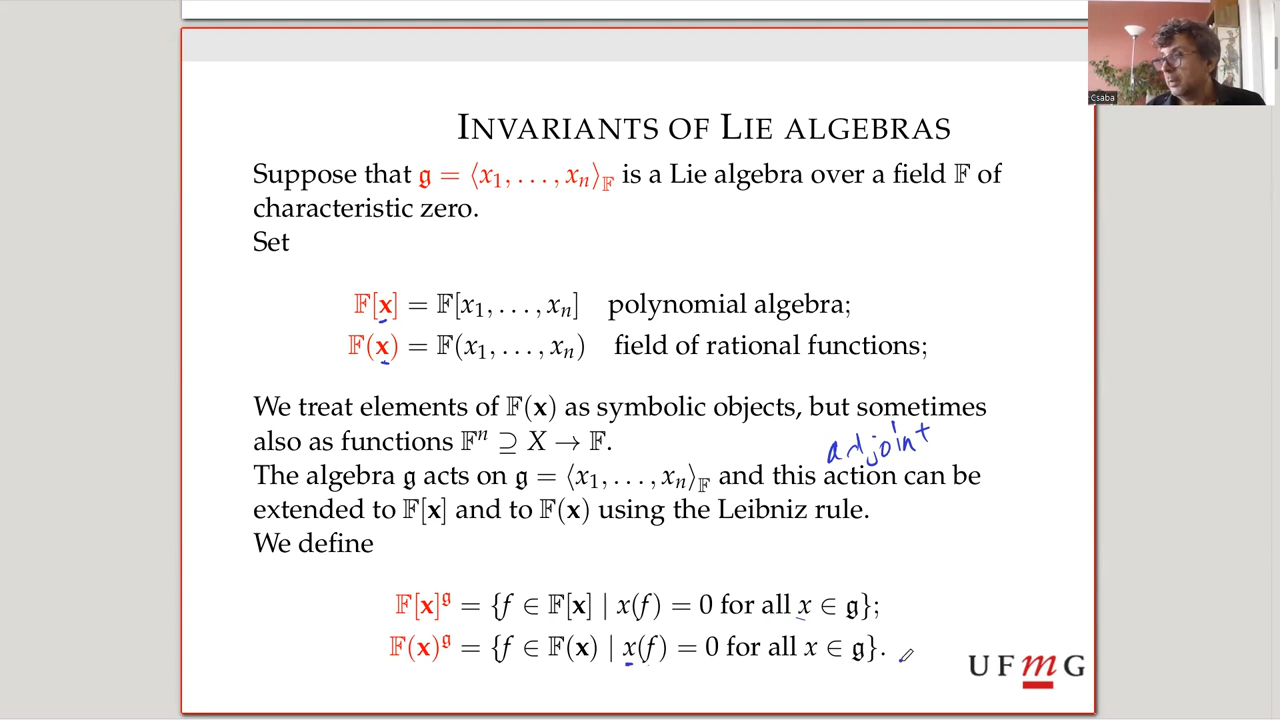 Csaba
INVARIANTS OF LIE ALGEBRAS
Suppose that 𝔤 = ⟨x₁, . . . , xₙ⟩_𝔽 is a Lie algebra over a field 𝔽 of
characteristic zero.
Set
𝔽[𝐱] = 𝔽[x₁, . . . , xₙ] polynomial algebra;
𝔽(𝐱) = 𝔽(x₁, . . . , xₙ) field of rational functions;
We treat elements of 𝔽(𝐱) as symbolic objects, but sometimes
also as functions 𝔽ⁿ ⊇ X → 𝔽.
adjoint
The algebra 𝔤 acts on 𝔤 = ⟨x₁, . . . , xₙ⟩_𝔽 and this action can be
extended to 𝔽[𝐱] and to 𝔽(𝐱) using the Leibniz rule.
We define
𝔽[𝐱]^𝔤 = {f ∈ 𝔽[𝐱] | x(f) = 0 for all x ∈ 𝔤};
𝔽(𝐱)^𝔤 = {f ∈ 𝔽(𝐱) | x(f) = 0 for all x ∈ 𝔤}.
UFmG